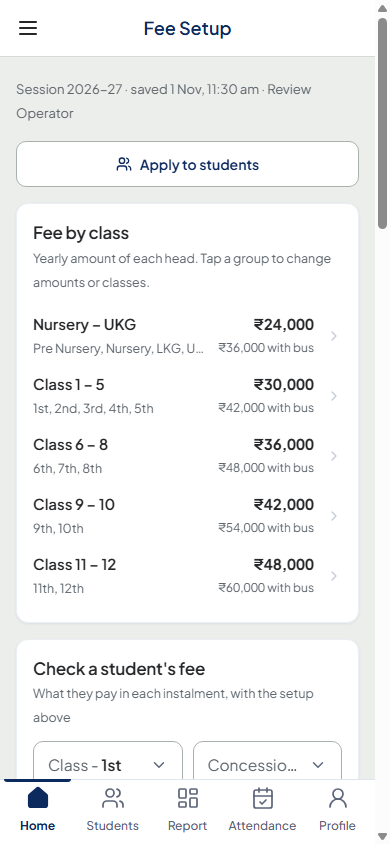 Fee Setup
Session 2026–27 · saved 1 Nov, 11:30 am · Review
Operator
Apply to students
Fee by class
Yearly amount of each head. Tap a group to change
amounts or classes.
Nursery – UKG ₹24,000
Pre Nursery, Nursery, LKG, U... ₹36,000 with bus
Class 1 – 5 ₹30,000
1st, 2nd, 3rd, 4th, 5th ₹42,000 with bus
Class 6 – 8 ₹36,000
6th, 7th, 8th ₹48,000 with bus
Class 9 – 10 ₹42,000
9th, 10th ₹54,000 with bus
Class 11 – 12 ₹48,000
11th, 12th ₹60,000 with bus
Check a student's fee
What they pay in each instalment, with the setup
above
Class - 1st Concessio...
Home Students Report Attendance Profile